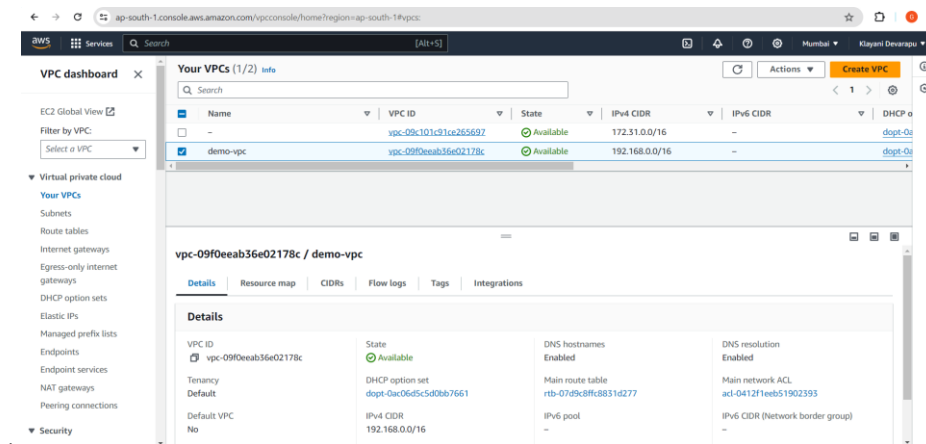 ap-south-1.console.aws.amazon.com/vpcconsole/home?region=ap-south-1#vpcs:
aws Services Search [Alt+S] Mumbai Klayani Devarapu
VPC dashboard
EC2 Global View
Filter by VPC:
Select a VPC
Virtual private cloud
Your VPCs
Subnets
Route tables
Internet gateways
Egress-only internet
gateways
DHCP option sets
Elastic IPs
Managed prefix lists
Endpoints
Endpoint services
NAT gateways
Peering connections
Security
Your VPCs (1/2) Info
Actions Create VPC
Search
1
Name VPC ID State IPv4 CIDR IPv6 CIDR DHCP o
– vpc-09c101c91ce265697 Available 172.31.0.0/16 – dopt-0a
demo-vpc vpc-09f0eeab36e02178c Available 192.168.0.0/16 – dopt-0a
vpc-09f0eeab36e02178c / demo-vpc
Details Resource map CIDRs Flow logs Tags Integrations
Details
VPC ID State DNS hostnames DNS resolution
vpc-09f0eeab36e02178c Available Enabled Enabled
Tenancy DHCP option set Main route table Main network ACL
Default dopt-0ac06d5c5d0bb7661 rtb-07d9c8ffc8831d277 acl-0412f1eeb51902393
Default VPC IPv4 CIDR IPv6 pool IPv6 CIDR (Network border group)
No 192.168.0.0/16 – –